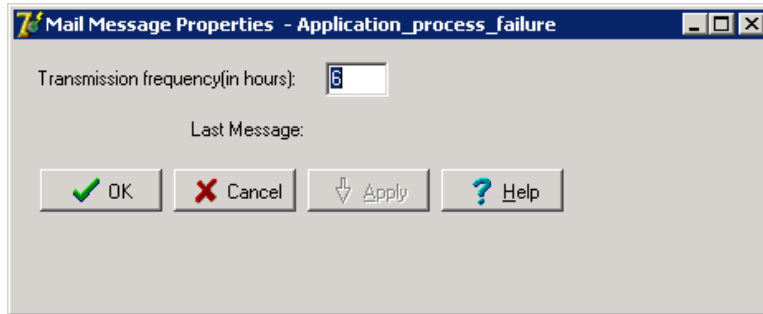 Mail Message Properties - Application_process_failure
Transmission frequency(in hours): 6
Last Message:
OK Cancel Apply Help